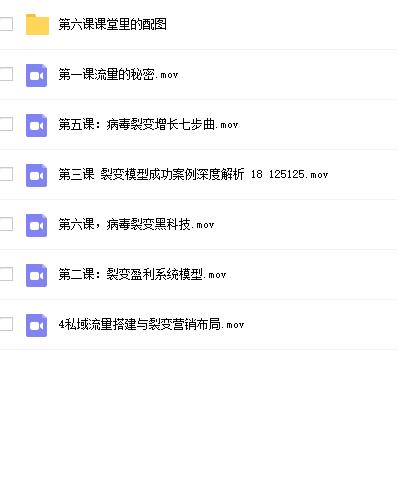 第六课课堂里的配图
第一课流里的秘密.mov
第五课：病毒裂变增长七步曲.mov
第三课 裂变模型成功案例深度解析 18 125125.mov
第六课，病毒裂变黑科技.mov
第二课：裂变盈利系统模型.mov
4私域流量搭建与裂变营销布局.mov